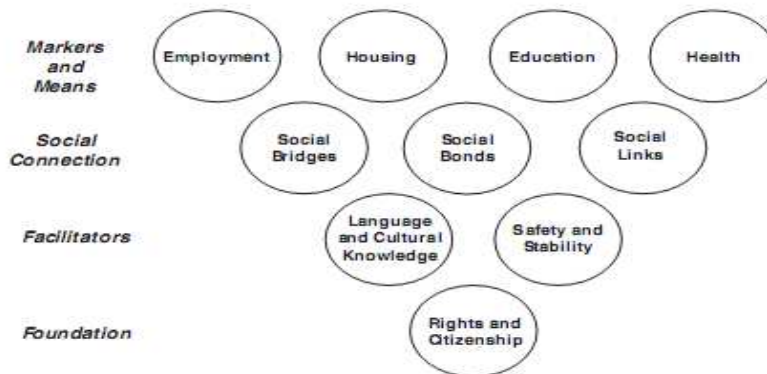 Markers
and
Means
Employment
Housing
Education
Health
Social
Connection
Social
Bridges
Social
Bonds
Social
Links
Facilitators
Language
and Cultural
Knowledge
Safety and
Stability
Foundation
Rights and
Citizenship